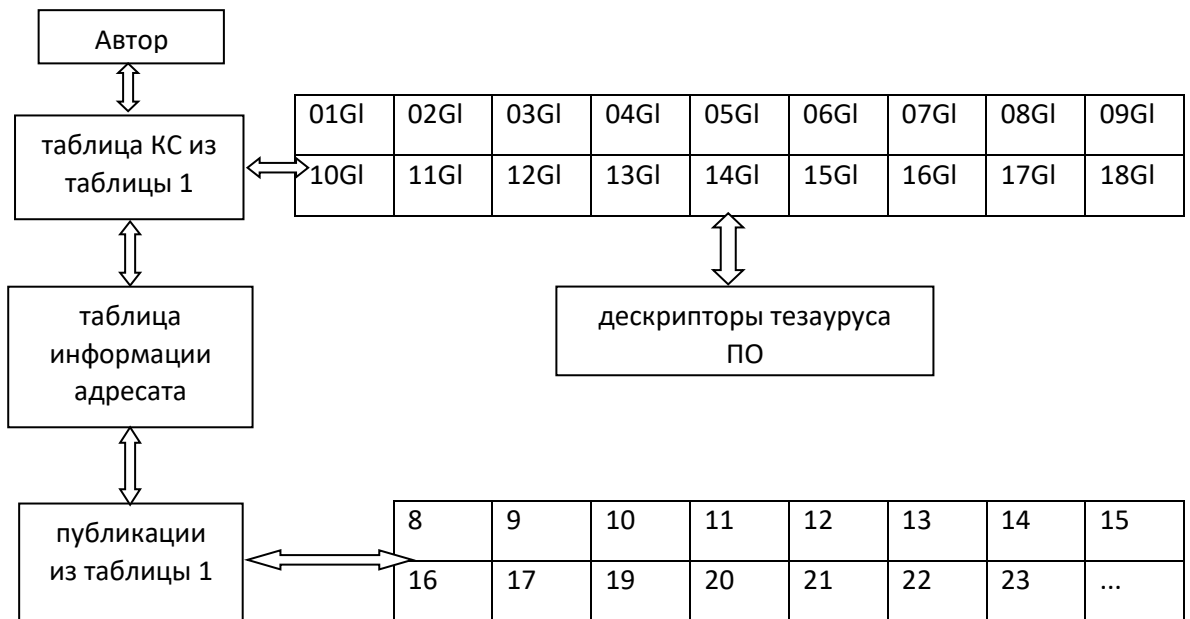 Автор
01Gl 02Gl 03Gl 04Gl 05Gl 06Gl 07Gl 08Gl 09Gl
таблица КС из
таблицы 1
10Gl 11Gl 12Gl 13Gl 14Gl 15Gl 16Gl 17Gl 18Gl
таблица
информации
адресата
дескрипторы тезауруса
ПО
публикации
из таблицы 1
8 9 10 11 12 13 14 15
16 17 19 20 21 22 23 ...